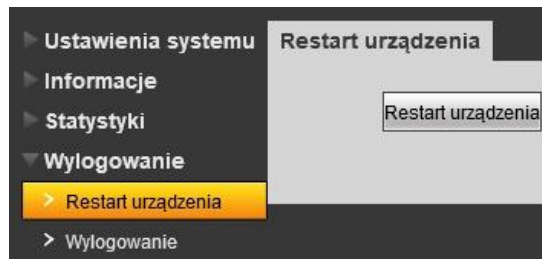 Ustawienia systemu
Informacje
Statystyki
Wylogowanie
Restart urządzenia
Wylogowanie
Restart urządzenia
Restart urządzenia